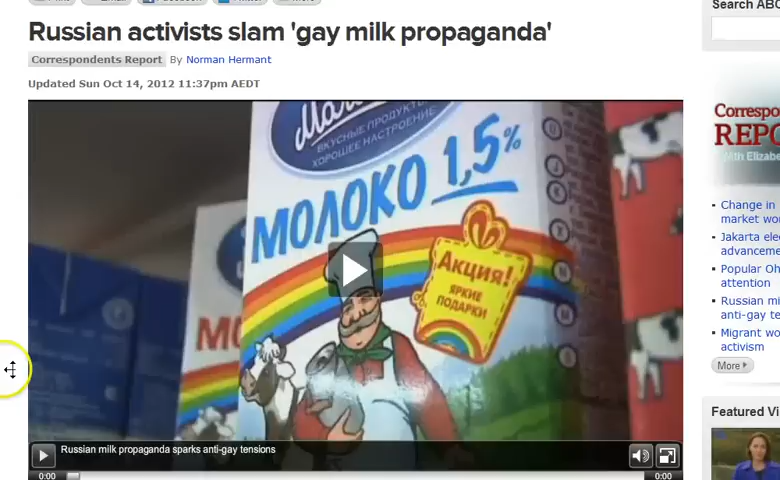 Search ABC
Russian activists slam 'gay milk propaganda'
Correspondents Report By Norman Hermant
Updated Sun Oct 14, 2012 11:37pm AEDT
ВКУСНЫЕ ПРОДУКТЫ
ХОРОШЕЕ НАСТРОЕНИЕ
МОЛОКО 1,5%
Акция!
ЯРКИЕ
ПОДАРКИ
Russian milk propaganda sparks anti-gay tensions
0:00
0:00
REPO
Change in
market wo
Jakarta ele
advanceme
Popular Oh
attention
Russian mi
anti-gay te
Migrant wo
activism
More
Featured Vi